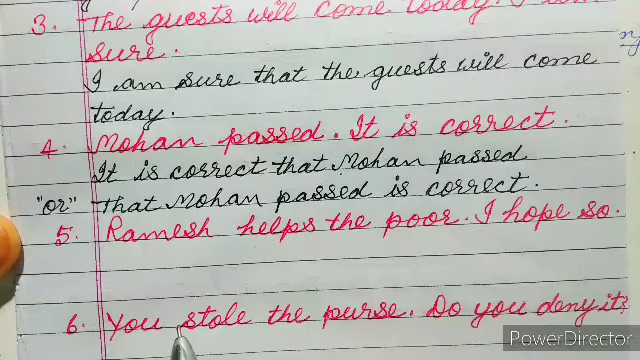 3. The guests will come today. I am
sure.
I am sure that the guests will come
today.
4. Mohan passed. It is correct.
It is correct that Mohan passed
"or" That Mohan passed is correct.
5. Ramesh helps the poor. I hope so.
6. You stole the purse. Do you deny it?
PowerDirector